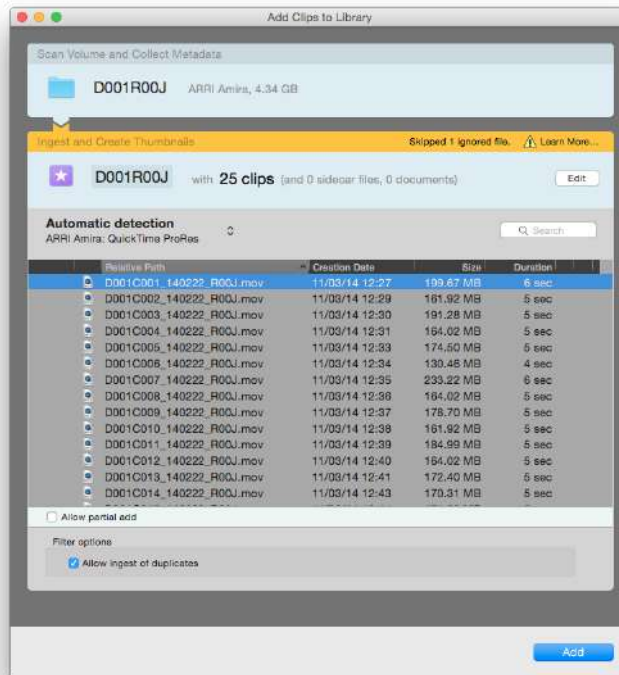 Add Clips to Library
Scan Volume and Collect Metadata
D001R00J ARRI Amira, 4.34 GB
Ingest and Create Thumbnails Skipped 1 ignored file. Learn More...
D001R00J with 25 clips (and 0 sidecar files, 0 documents) Edit
Automatic detection
ARRI Amira: QuickTime ProRes
Search
Relative Path Creation Date Size Duration
D001C001_140222_R00J.mov 11/03/14 12:27 199.67 MB 6 sec
D001C002_140222_R00J.mov 11/03/14 12:29 161.92 MB 5 sec
D001C003_140222_R00J.mov 11/03/14 12:30 191.28 MB 5 sec
D001C004_140222_R00J.mov 11/03/14 12:31 164.02 MB 5 sec
D001C005_140222_R00J.mov 11/03/14 12:33 174.50 MB 5 sec
D001C006_140222_R00J.mov 11/03/14 12:34 130.46 MB 4 sec
D001C007_140222_R00J.mov 11/03/14 12:35 233.22 MB 6 sec
D001C008_140222_R00J.mov 11/03/14 12:36 164.02 MB 5 sec
D001C009_140222_R00J.mov 11/03/14 12:37 178.70 MB 5 sec
D001C010_140222_R00J.mov 11/03/14 12:38 161.92 MB 5 sec
D001C011_140222_R00J.mov 11/03/14 12:39 184.99 MB 5 sec
D001C012_140222_R00J.mov 11/03/14 12:40 164.02 MB 5 sec
D001C013_140222_R00J.mov 11/03/14 12:41 172.40 MB 5 sec
D001C014_140222_R00J.mov 11/03/14 12:43 170.31 MB 5 sec
Allow partial add
Filter options
Allow ingest of duplicates
Add